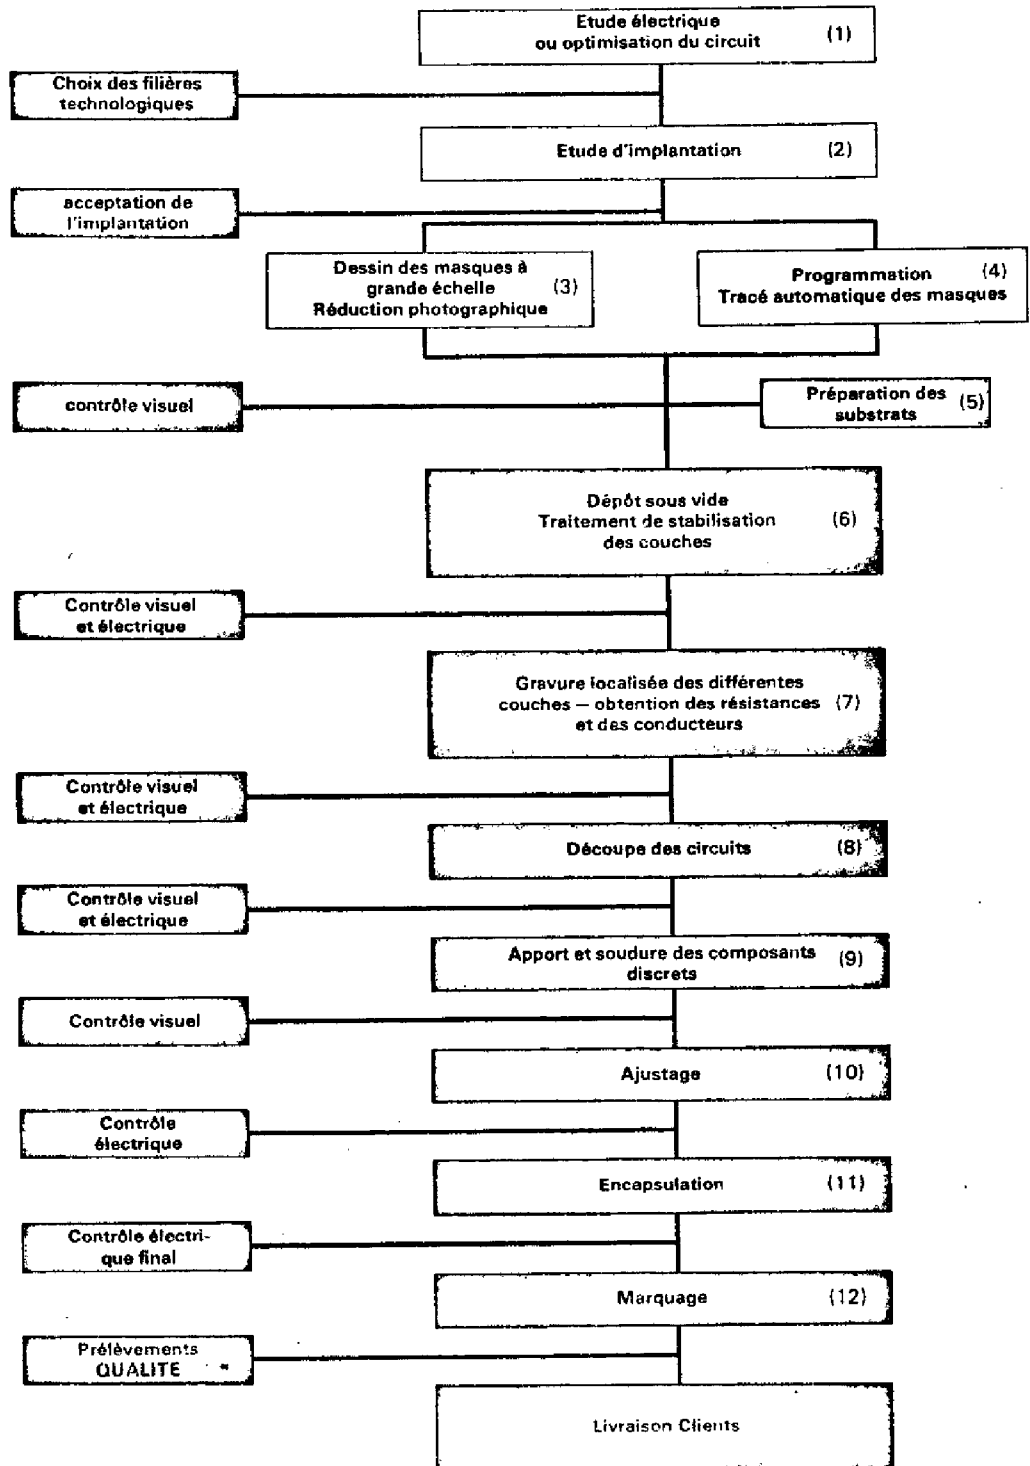 Etude électrique
ou optimisation du circuit (1)
Choix des filières
technologiques
Etude d'implantation (2)
acceptation de
l'implantation
Dessin des masques à
grande échelle (3)
Réduction photographique
Programmation (4)
Tracé automatique des masques
contrôle visuel
Préparation des
substrats (5)
Dépôt sous vide
Traitement de stabilisation (6)
des couches
Contrôle visuel
et électrique
Gravure localisée des différentes
couches — obtention des résistances (7)
et des conducteurs
Contrôle visuel
et électrique
Découpe des circuits (8)
Contrôle visuel
et électrique
Apport et soudure des composants (9)
discrets
Contrôle visuel
Ajustage (10)
Contrôle
électrique
Encapsulation (11)
Contrôle électri-
que final
Marquage (12)
Prélèvements
QUALITE
Livraison Clients